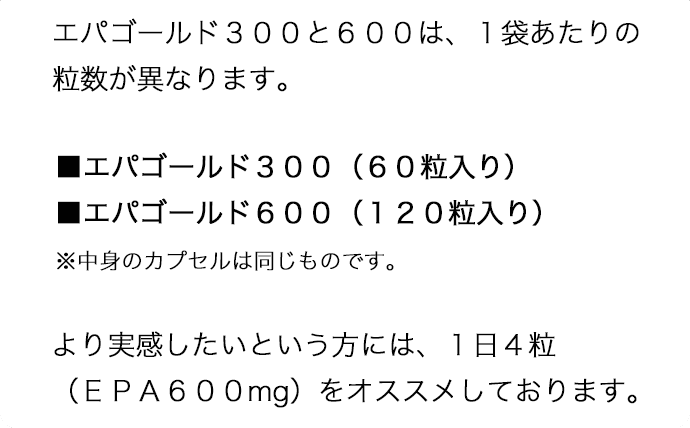 エパゴールド３００と６００は、１袋あたりの
粒数が異なります。
■エパゴールド３００（６０粒入り）
■エパゴールド６００（１２０粒入り）
※中身のカプセルは同じものです。
より実感したいという方には、１日４粒
（ＥＰＡ６００mg）をオススメしております。